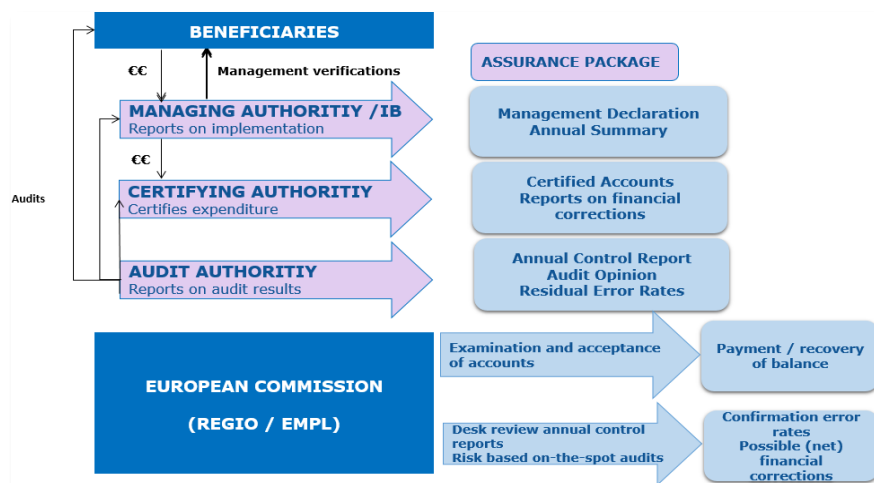 BENEFICIARIES
€€
Management verifications
ASSURANCE PACKAGE
MANAGING AUTHORITIY /IB
Reports on implementation
Management Declaration
Annual Summary
€€
Audits
CERTIFYING AUTHORITIY
Certifies expenditure
Certified Accounts
Reports on financial
corrections
AUDIT AUTHORITIY
Reports on audit results
Annual Control Report
Audit Opinion
Residual Error Rates
EUROPEAN COMMISSION
(REGIO / EMPL)
Examination and acceptance
of accounts
Payment / recovery
of balance
Desk review annual control
reports
Risk based on-the-spot audits
Confirmation error
rates
Possible (net)
financial
corrections